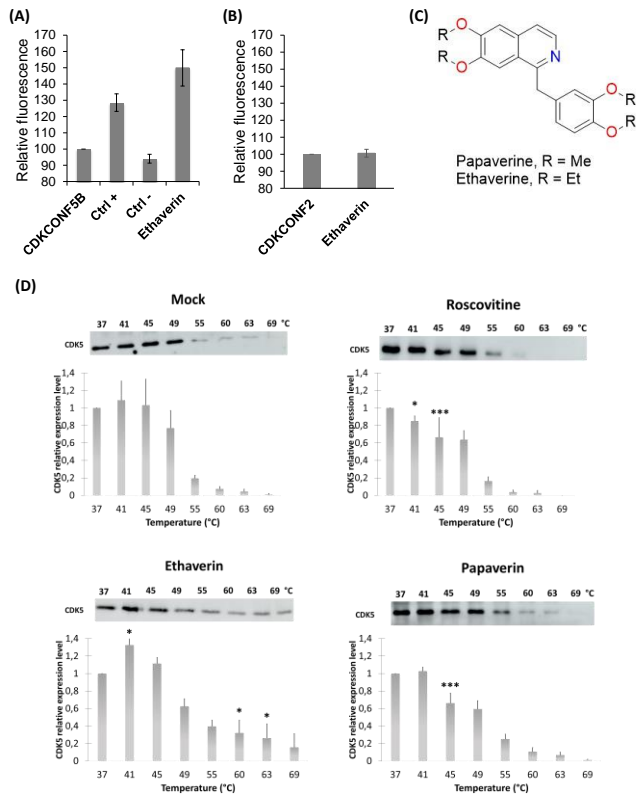 (A)
170
160
150
140
130
120
110
100
90
80
Relative fluorescence
CDKCONF5B
Ctrl +
Ctrl -
Ethaverin
(B)
170
160
150
140
130
120
110
100
90
80
Relative fluorescence
CDKCONF2
Ethaverin
(C)
R
O
R
O
N
O
R
O
R
Papaverine, R = Me
Ethaverine, R = Et
(D)
Mock
37 41 45 49 55 60 63 69 °C
CDK5
CDK5 relative expression level
1,4
1,2
1
0,8
0,6
0,4
0,2
0
37 41 45 49 55 60 63 69
Temperature (°C)
Roscovitine
37 41 45 49 55 60 63 69 °C
CDK5
CDK5 relative expression level
1,4
1,2
1
0,8
0,6
0,4
0,2
0
* ***
37 41 45 49 55 60 63 69
Temperature (°C)
Ethaverin
37 41 45 49 55 60 63 69 °C
CDK5
CDK5 relative expression level
1,4
1,2
1
0,8
0,6
0,4
0,2
0
* * *
37 41 45 49 55 60 63 69
Temperature (°C)
Papaverin
37 41 45 49 55 60 63 69 °C
CDK5
CDK5 relative expression level
1,4
1,2
1
0,8
0,6
0,4
0,2
0
***
37 41 45 49 55 60 63 69
Temperature (°C)